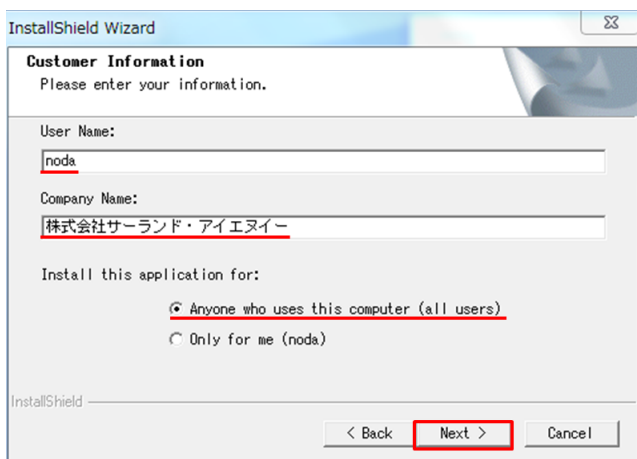 InstallShield Wizard
Customer Information
Please enter your information.
User Name:
noda
Company Name:
株式会社サーランド・アイエヌイー
Install this application for:
Anyone who uses this computer (all users)
Only for me (noda)
InstallShield
< Back Next > Cancel